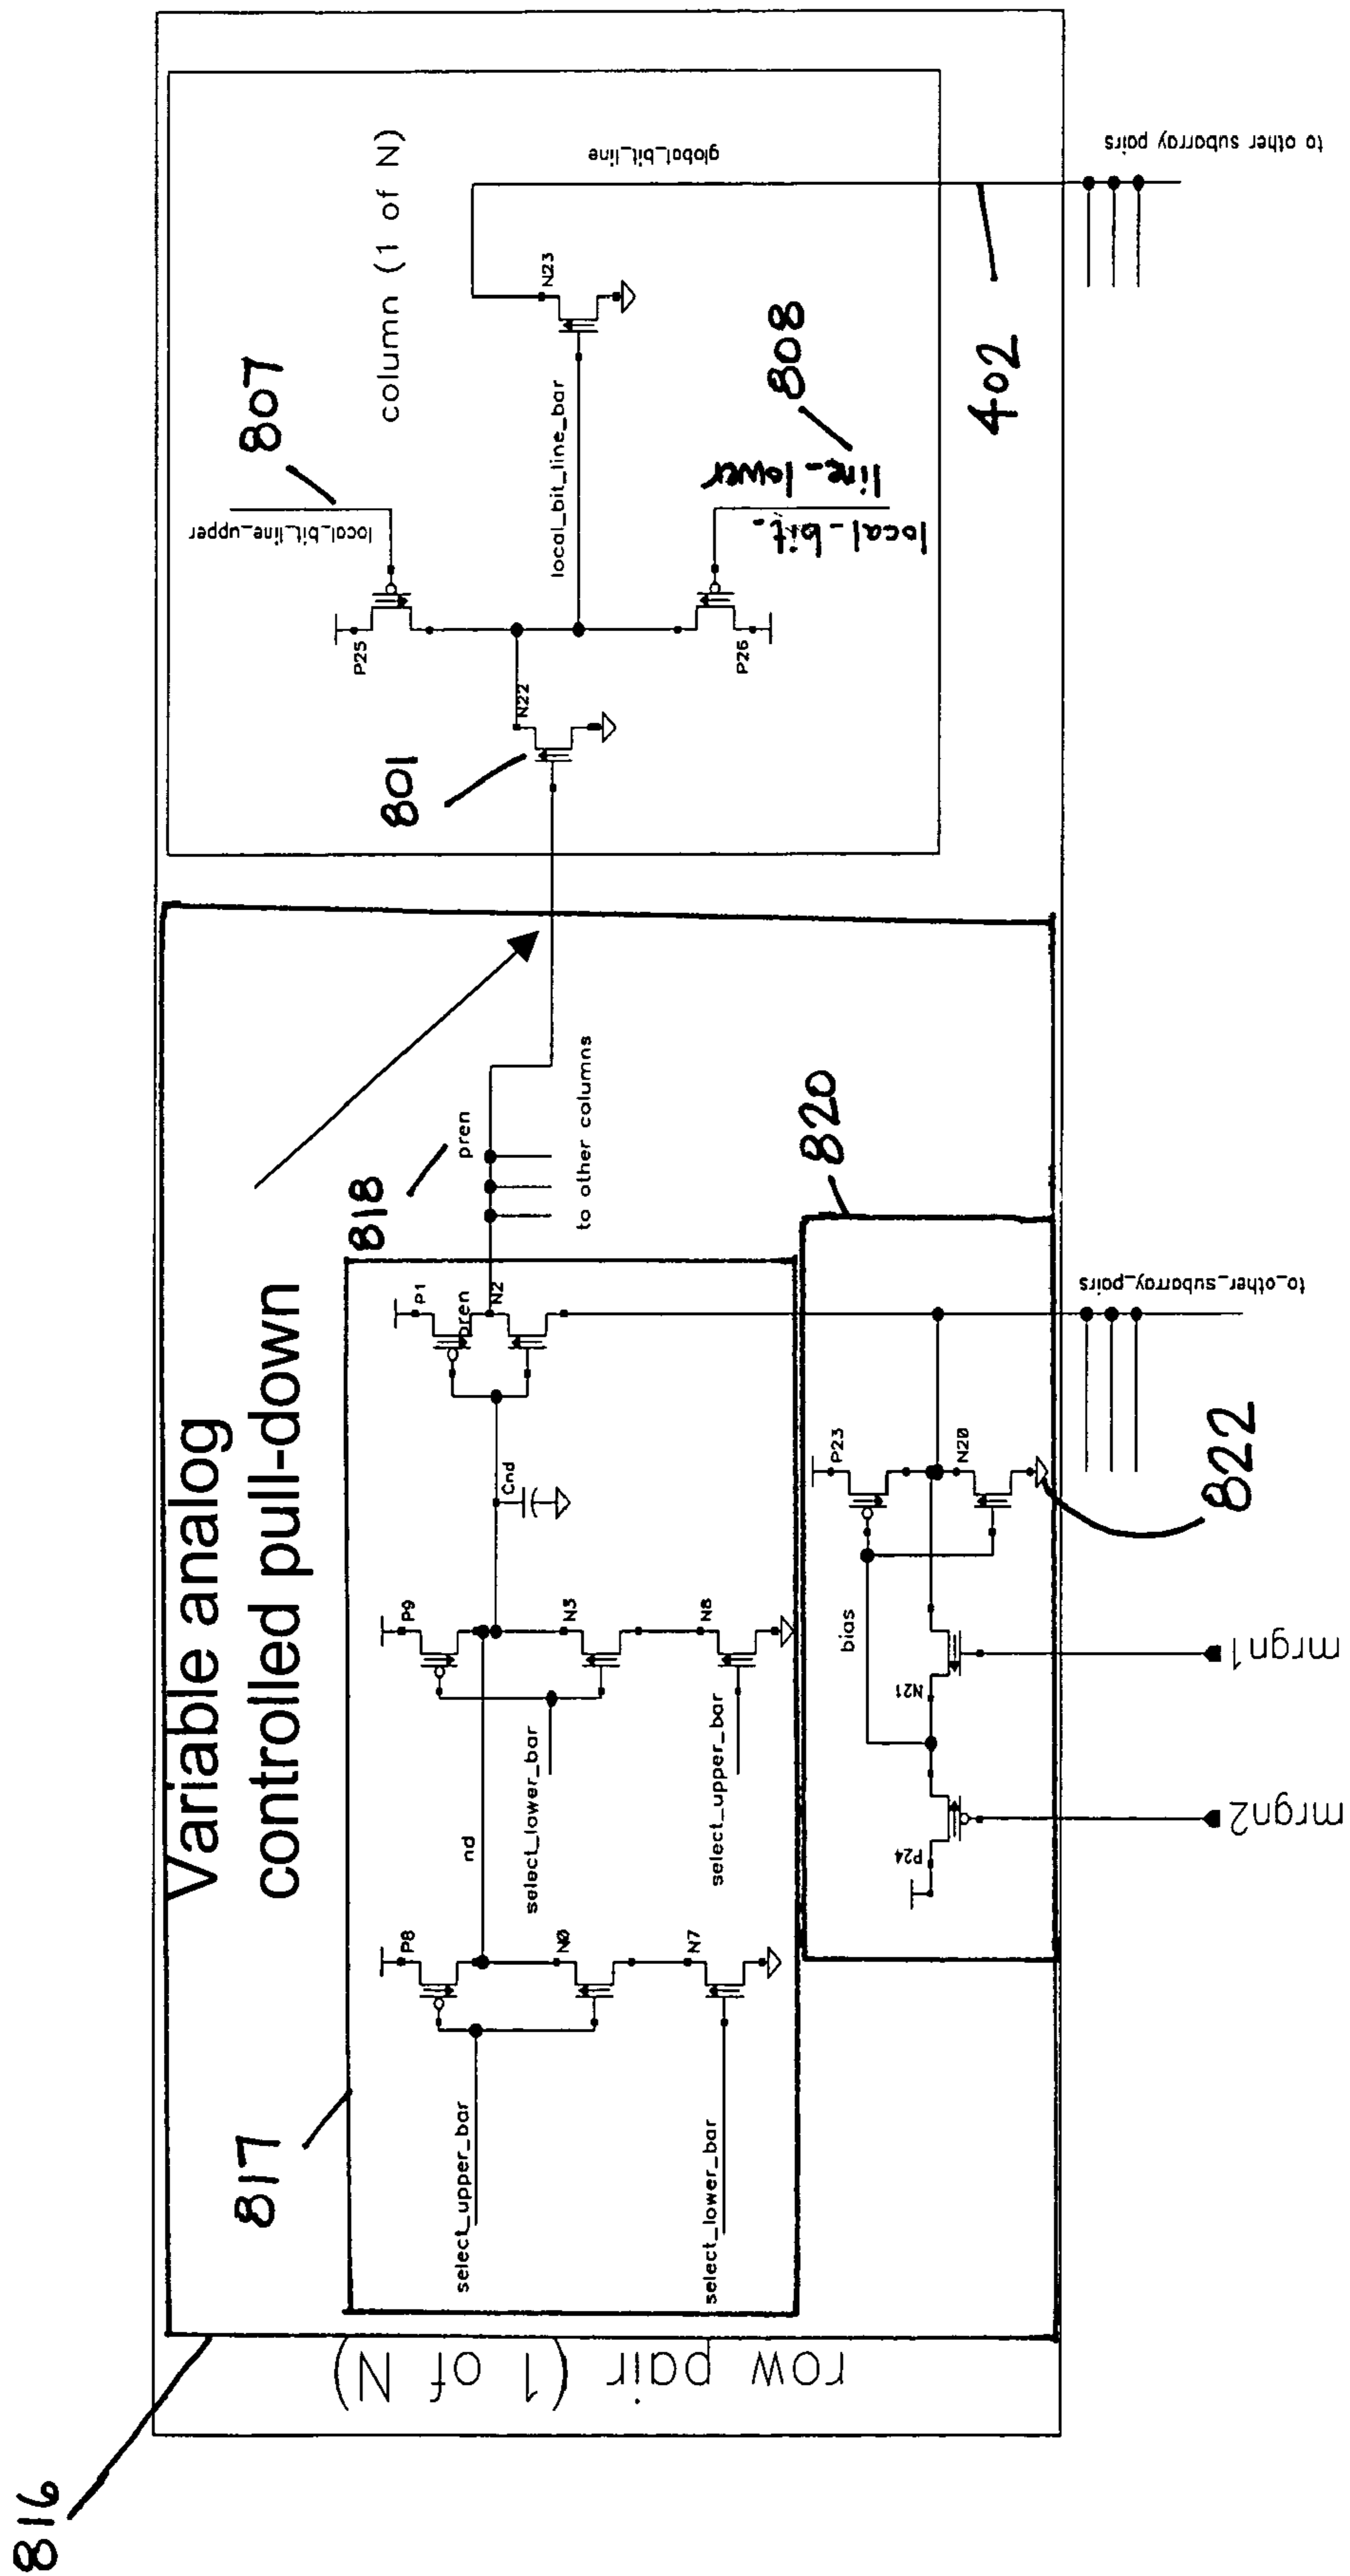 816
row pair (1 of N)
817
Variable analog
controlled pull-down
select_upper_bar
select_lower_bar
P8
N0
N7
nd
select_lower_bar
select_upper_bar
P9
N3
N8
Cnd
P1
pren
N2
818
pren
to other columns
820
P23
N20
bias
N21
P24
mrgn1
mrgn2
822
to_other_subarray_pairs
801
N22
807
local_bit_line_upper
P25
P26
column (1 of N)
local_bit_line_bar
local_bit_
line_lower
808
N23
global_bit_line
402
to other subarray pairs